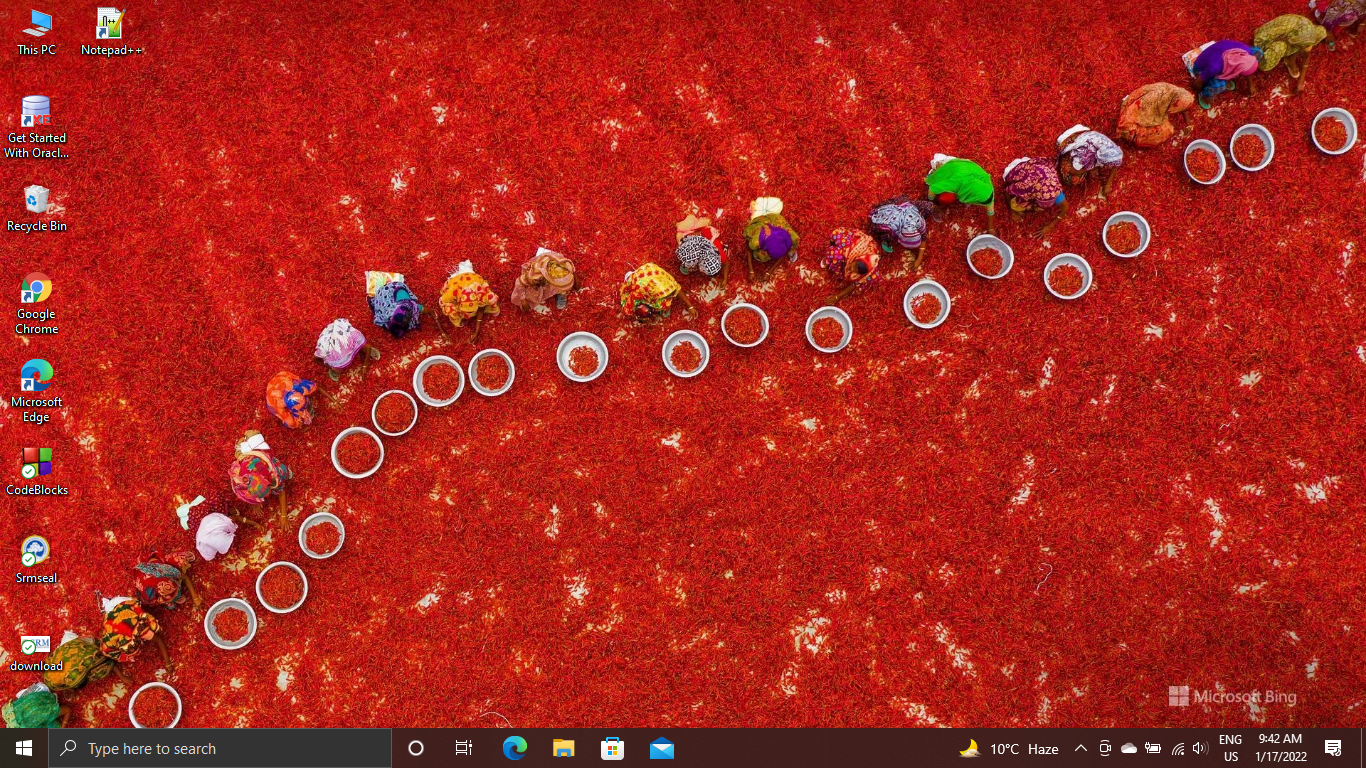 This PC
Notepad++
Get Started
With Oracl...
Recycle Bin
Google
Chrome
Microsoft
Edge
CodeBlocks
Srmseal
download
Microsoft Bing
Type here to search
10°C Haze
ENG
US
9:42 AM
1/17/2022